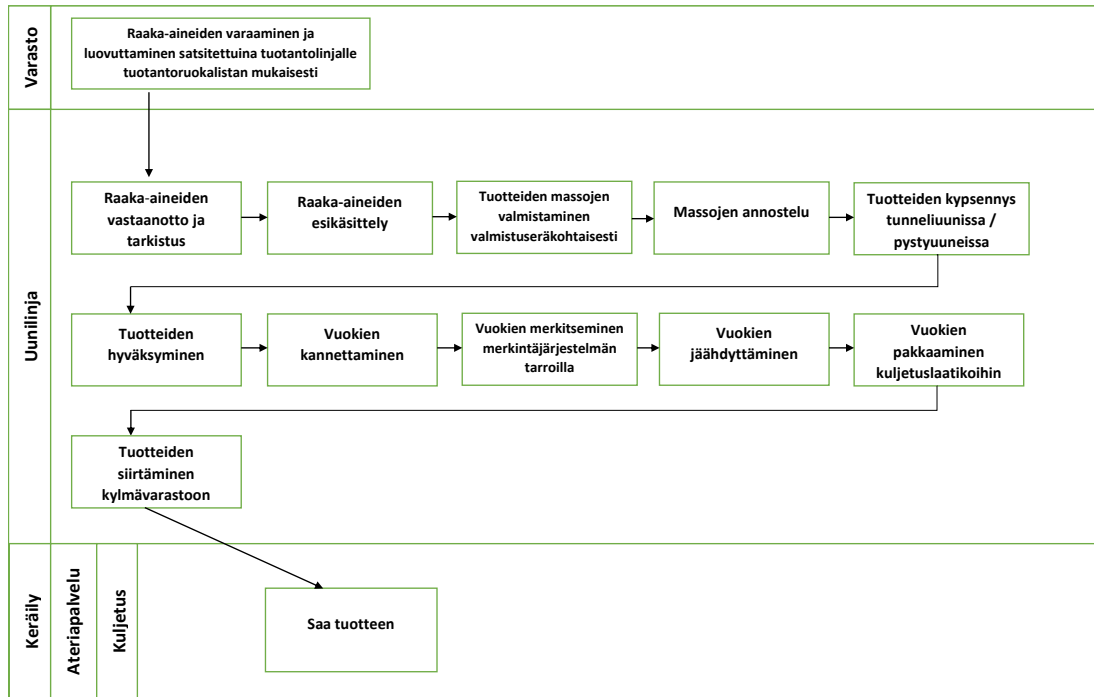 Varasto
Raaka-aineiden varaaminen ja
luovuttaminen satsitettuina tuotantolinjalle
tuotantoruokalistan mukaisesti
Uunilinja
Raaka-aineiden
vastaanotto ja
tarkistus
Raaka-aineiden
esikäsittely
Tuotteiden massojen
valmistaminen
valmistuseräkohtaisesti
Massojen annostelu
Tuotteiden kypsennys
tunneliuunissa /
pystyuuneissa
Tuotteiden
hyväksyminen
Vuokien
kannettaminen
Vuokien merkitseminen
merkintäjärjestelmän
tarroilla
Vuokien
jäähdyttäminen
Vuokien
pakkaaminen
kuljetuslaatikoihin
Tuotteiden
siirtäminen
kylmävarastoon
Keräily
Ateriapalvelu
Kuljetus
Saa tuotteen